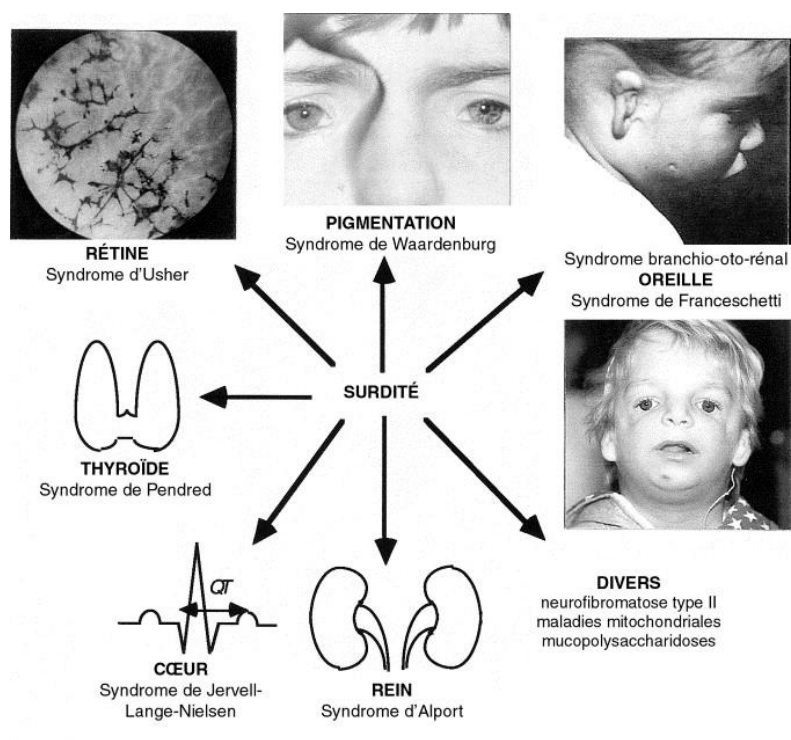 RÉTINE
Syndrome d'Usher
PIGMENTATION
Syndrome de Waardenburg
Syndrome branchio-oto-rénal
OREILLE
Syndrome de Franceschetti
SURDITÉ
THYROÏDE
Syndrome de Pendred
QT
CŒUR
Syndrome de Jervell-
Lange-Nielsen
REIN
Syndrome d'Alport
DIVERS
neurofibromatose type II
maladies mitochondriales
mucopolysaccharidoses